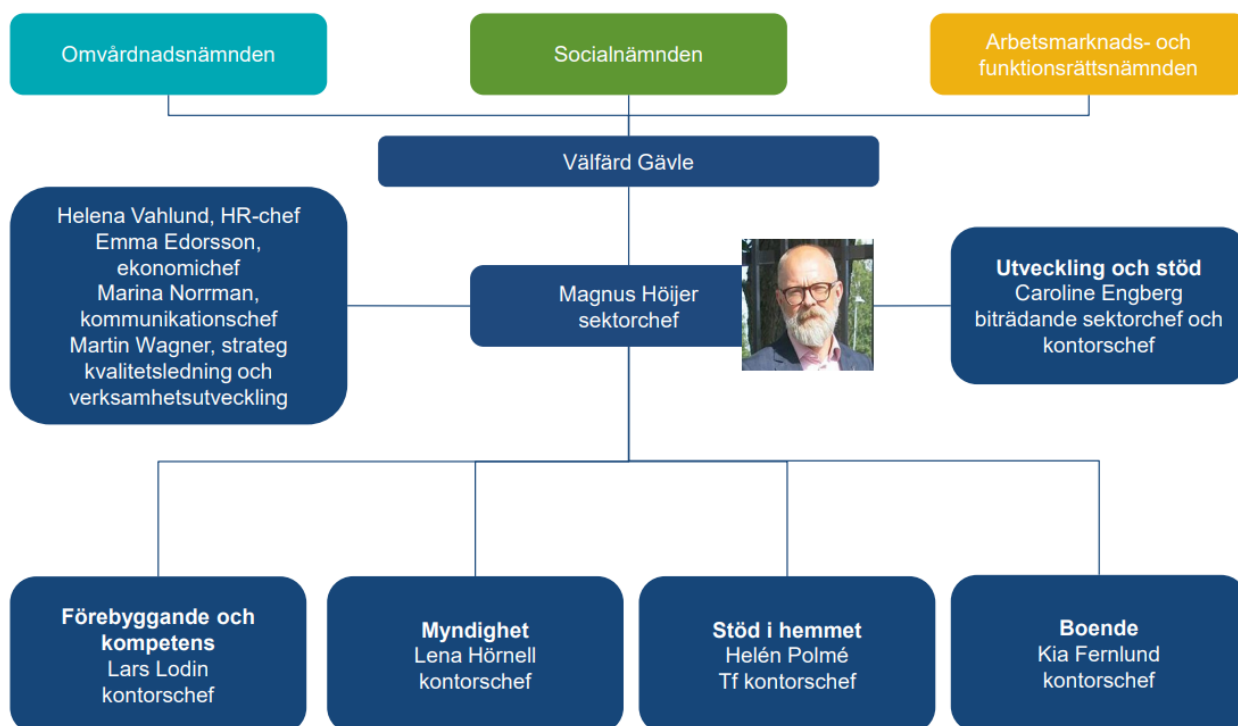 Omvårdnadsnämnden
Socialnämnden
Arbetsmarknads- och
funktionsrättsnämnden
Välfärd Gävle
Helena Vahlund, HR-chef
Emma Edorsson,
ekonomichef
Marina Norrman,
kommunikationschef
Martin Wagner, strateg
kvalitetsledning och
verksamhetsutveckling
Magnus Höijer
sektorchef
Utveckling och stöd
Caroline Engberg
biträdande sektorchef och
kontorschef
Förebyggande och
kompetens
Lars Lodin
kontorschef
Myndighet
Lena Hörnell
kontorschef
Stöd i hemmet
Helén Polmé
Tf kontorschef
Boende
Kia Fernlund
kontorschef